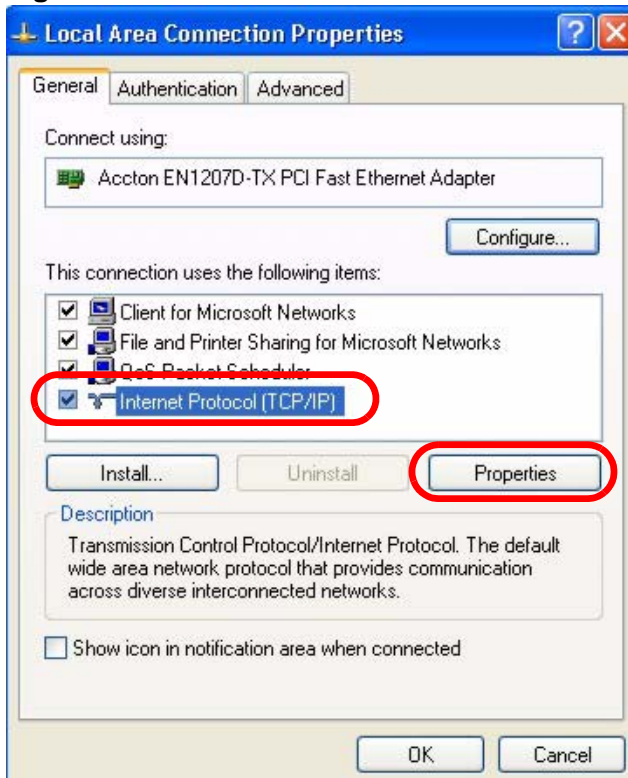 Local Area Connection Properties
General Authentication Advanced
Connect using:
Accton EN1207D-TX PCI Fast Ethernet Adapter
Configure...
This connection uses the following items:
Client for Microsoft Networks
File and Printer Sharing for Microsoft Networks
QoS Packet Scheduler
Internet Protocol (TCP/IP)
Install... Uninstall Properties
Description
Transmission Control Protocol/Internet Protocol. The default
wide area network protocol that provides communication
across diverse interconnected networks.
Show icon in notification area when connected
OK Cancel